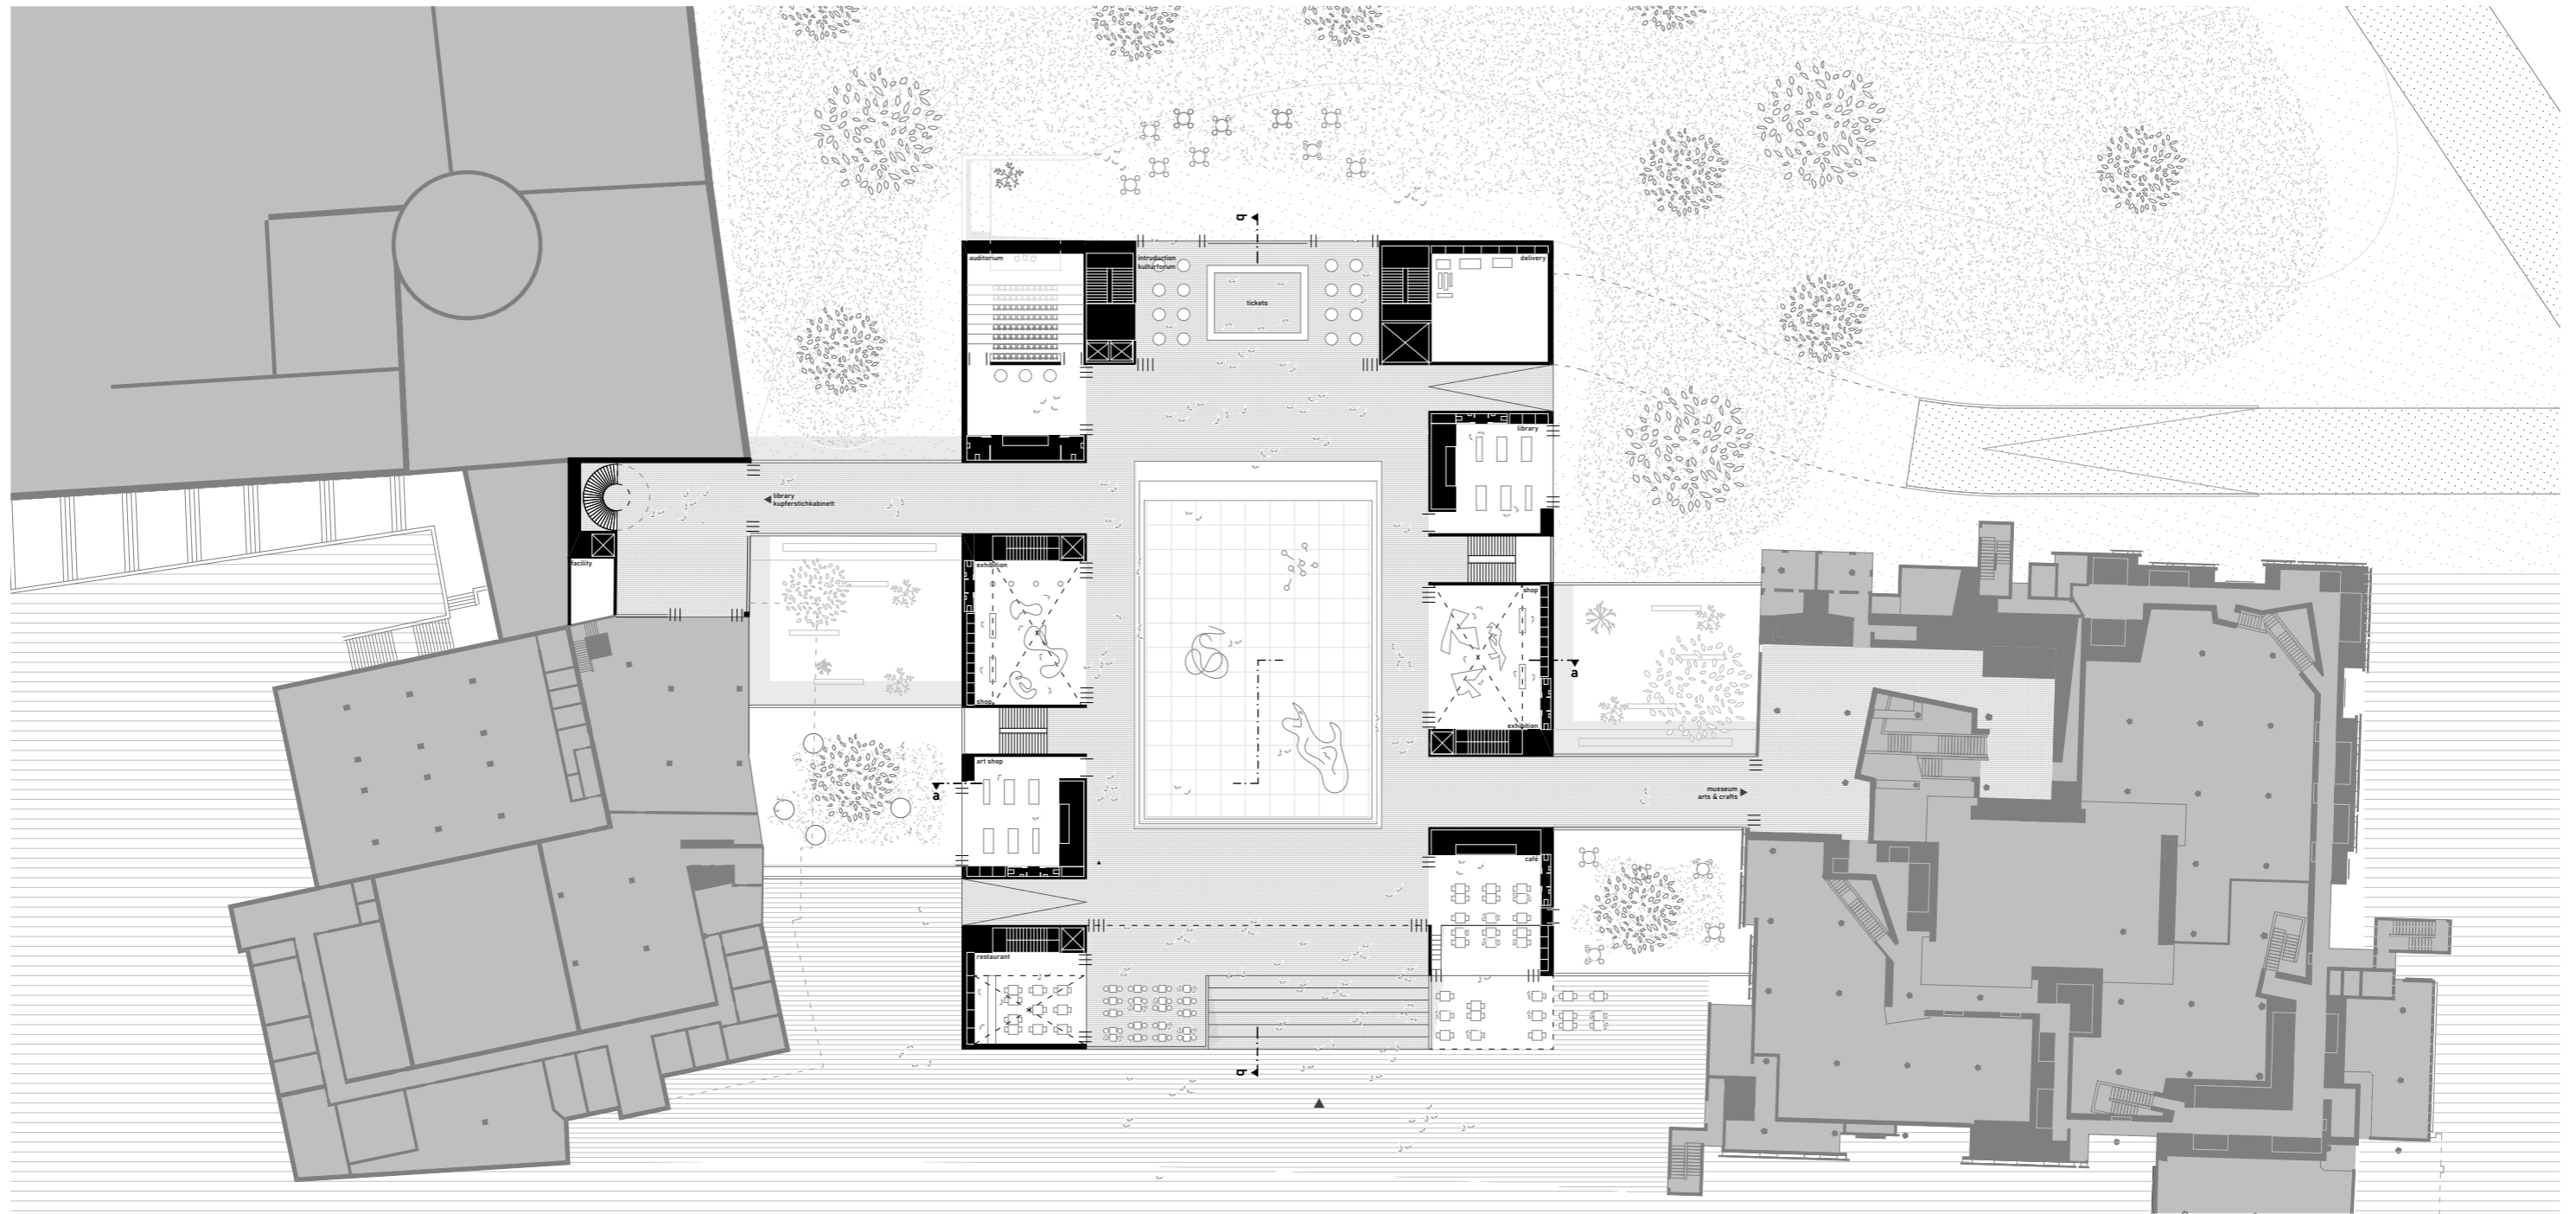 b
auditorium
intruduction
kulturforum
delivery
tickets
library
library
kupferstichkabinett
facility
exhibition
shop
a
shop
exhibition
art shop
a
mueseum
arts & crafts
café
restaurant
b